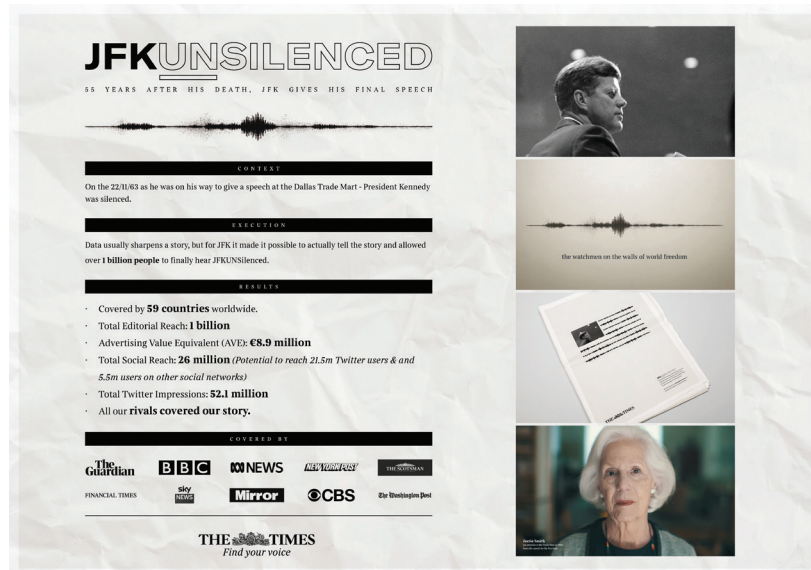 JFKUNSILENCED
55 YEARS AFTER HIS DEATH, JFK GIVES HIS FINAL SPEECH
CONTEXT
On the 22/11/63 as he was on his way to give a speech at the Dallas Trade Mart - President Kennedy
was silenced.
EXECUTION
Data usually sharpens a story, but for JFK it made it possible to actually tell the story and allowed
over 1 billion people to finally hear JFKUNSilenced.
RESULTS
· Covered by 59 countries worldwide.
· Total Editorial Reach: 1 billion
· Advertising Value Equivalent (AVE): €8.9 million
· Total Social Reach: 26 million (Potential to reach 21.5m Twitter users & and
5.5m users on other social networks)
· Total Twitter Impressions: 52.1 million
· All our rivals covered our story.
COVERED BY
The Guardian
BBC
NEWS
NEW YORK POST
THE SCOTSMAN
FINANCIAL TIMES
sky NEWS
Mirror
CBS
The Washington Post
THE TIMES
Find your voice
the watchmen on the walls of world freedom
THE TIMES